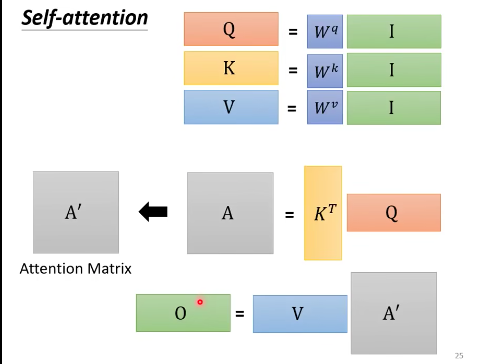 Self-attention
Q = W^q I
K = W^k I
V = W^v I
A′ A = K^T Q
Attention Matrix
O = V A′
25